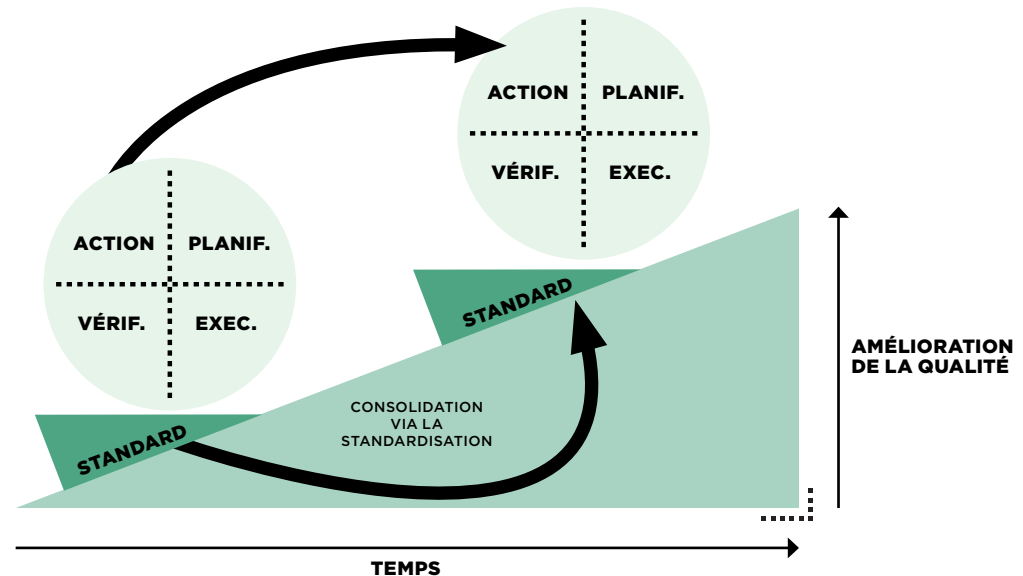 ACTION PLANIF.
VÉRIF. EXEC.
ACTION PLANIF.
VÉRIF. EXEC.
STANDARD
STANDARD
CONSOLIDATION
VIA LA
STANDARDISATION
AMÉLIORATION
DE LA QUALITÉ
TEMPS